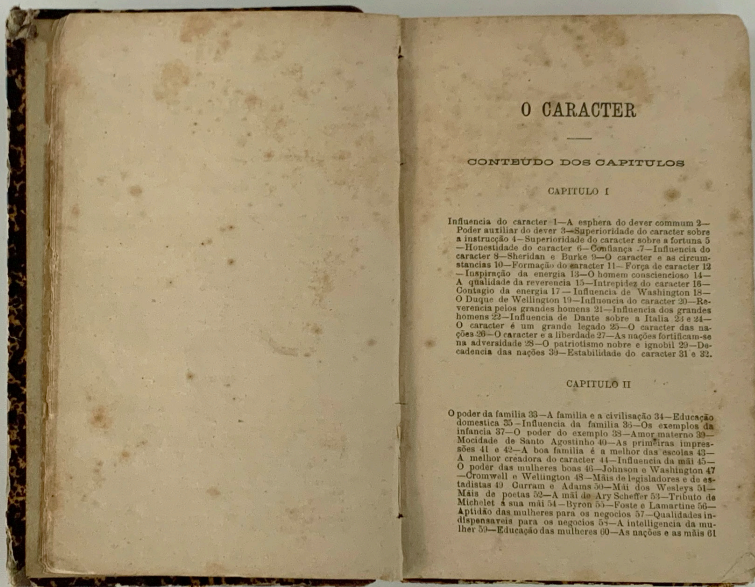 O CARACTER
CONTEÚDO DOS CAPITULOS
CAPITULO I
Influencia do caracter 1—A esphera do dever commum 2—
Poder auxiliar do dever 3—Superioridade do caracter sobre
a instrucção 4—Superioridade do caracter sobre a fortuna 5
—Honestidade do caracter 6—Confiança 7—Influencia do
caracter 8—Sheridan e Burke 9—O caracter e as circum-
stancias 10—Formação do caracter 11—Força do caracter 12
—Inspiração da energia 13—O homem consciencioso 14—
A qualidade da reverencia 15—Intrepidez do caracter 16—
Contagio da energia 17—Influencia de Washington 18—
O Duque de Wellington 19—Influencia do caracter 20—Re-
verencia pelos grandes homens 21—Influencia dos grandes
homens 22—Influencia de Dante sobre a Italia 23 e 24—
O caracter é um grande legado 25—O caracter das na-
ções 26—O caracter e a liberdade 27—As nações fortificam-se
na adversidade 28—O patriotismo nobre e ignobil 29—De-
cadencia das nações 30—Estabilidade do caracter 31 e 32.
CAPITULO II
O poder da familia 33—A familia e a civilisação 34—Educação
domestica 35—Influencia da familia 36—Os exemplos da
infancia 37—O poder do exemplo 38—Amor materno 39—
Mocidade de Santo Agostinho 40—As primeiras impres-
sões 41 e 42—A boa familia é a melhor das escolas 43—
A melhor creadora do caracter 44—Influencia da mãi 45—
O poder das mulheres boas 46—Johnson e Washington 47
—Cromwell e Wellington 48—Mãis de legisladores e de es-
tadistas 49 Curram e Adams 50—Mãi dos Wesleys 51—
Mãis de poetas 52—A mãi de Ary Scheffer 53—Tributo de
Michelet á sua mãi 54—Byron 55—Foste e Lamartine 56—
Aptidão das mulheres para os negocios 57—Qualidades in-
dispensaveis para os negocios 58—A intelligencia da mu-
lher 59—Educação das mulheres 60—As nações e as mãis 61